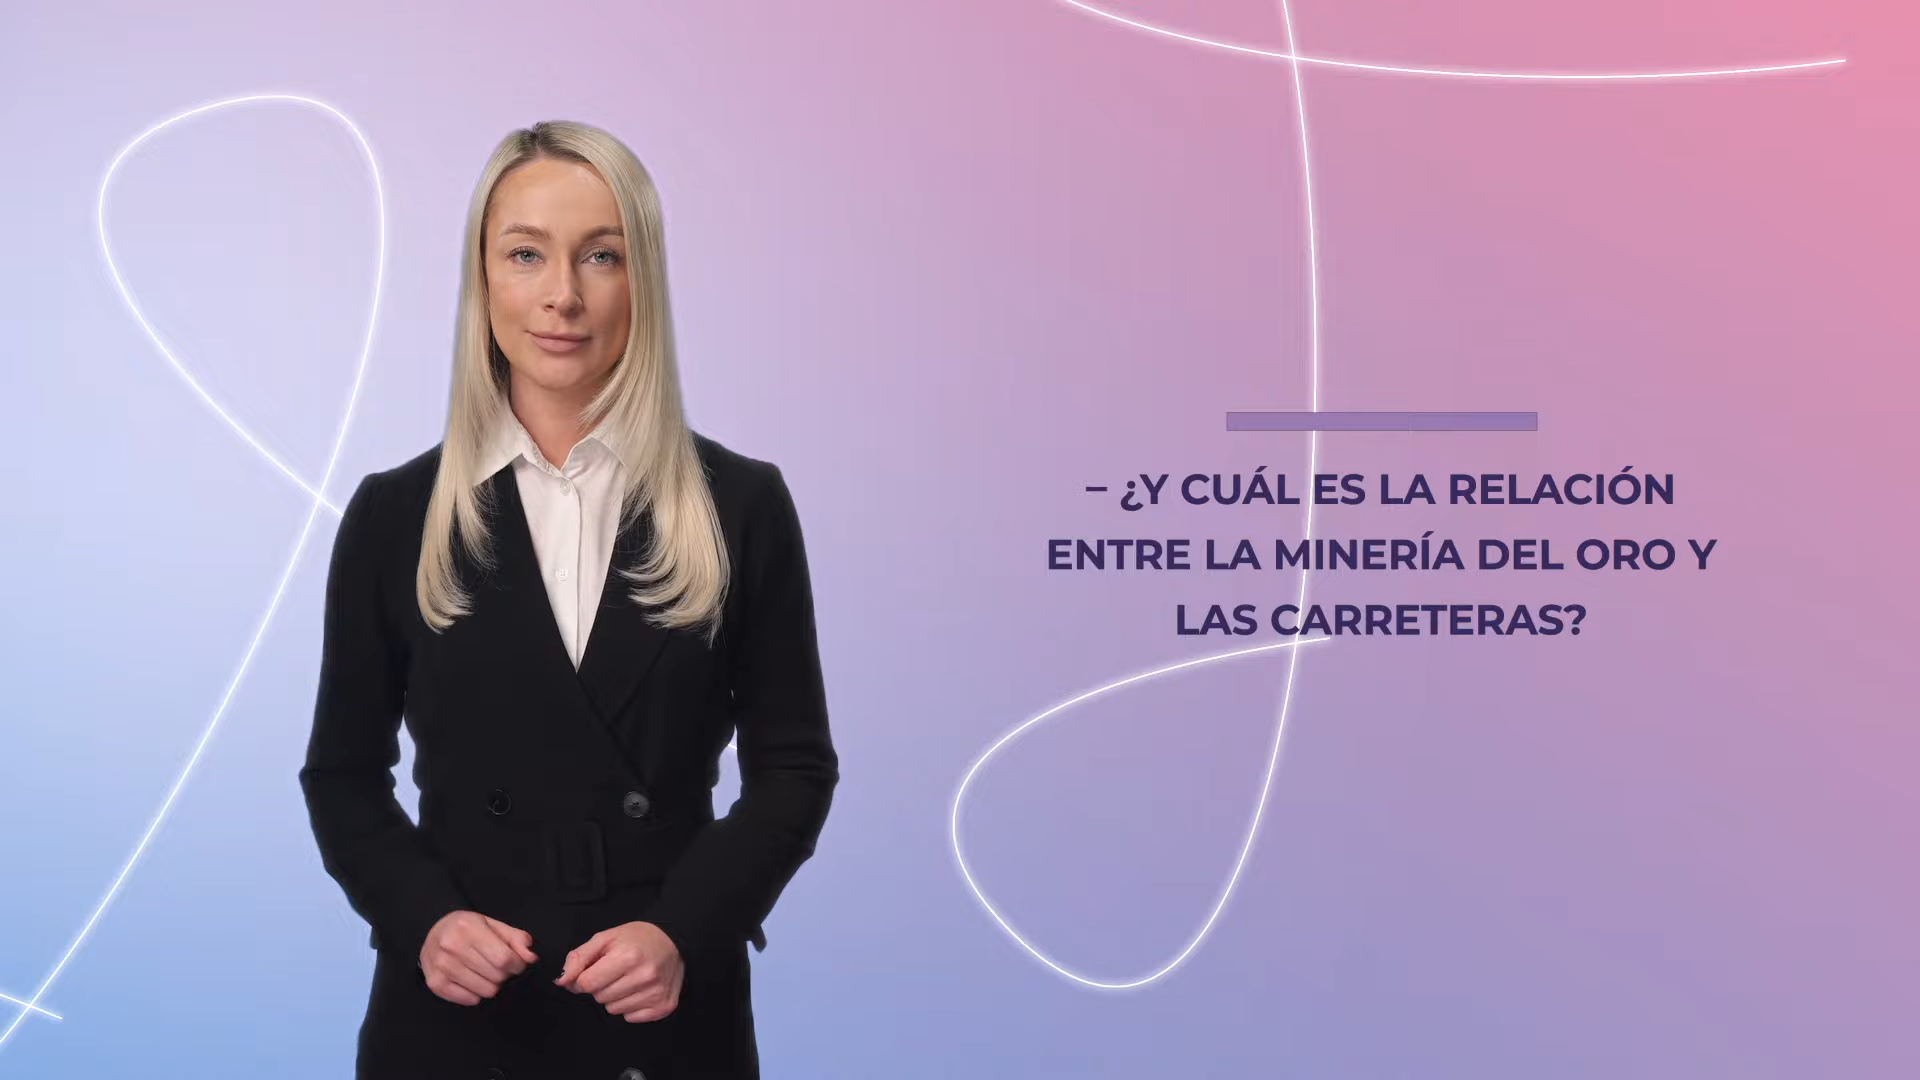 – ¿Y CUÁL ES LA RELACIÓN
ENTRE LA MINERÍA DEL ORO Y
LAS CARRETERAS?